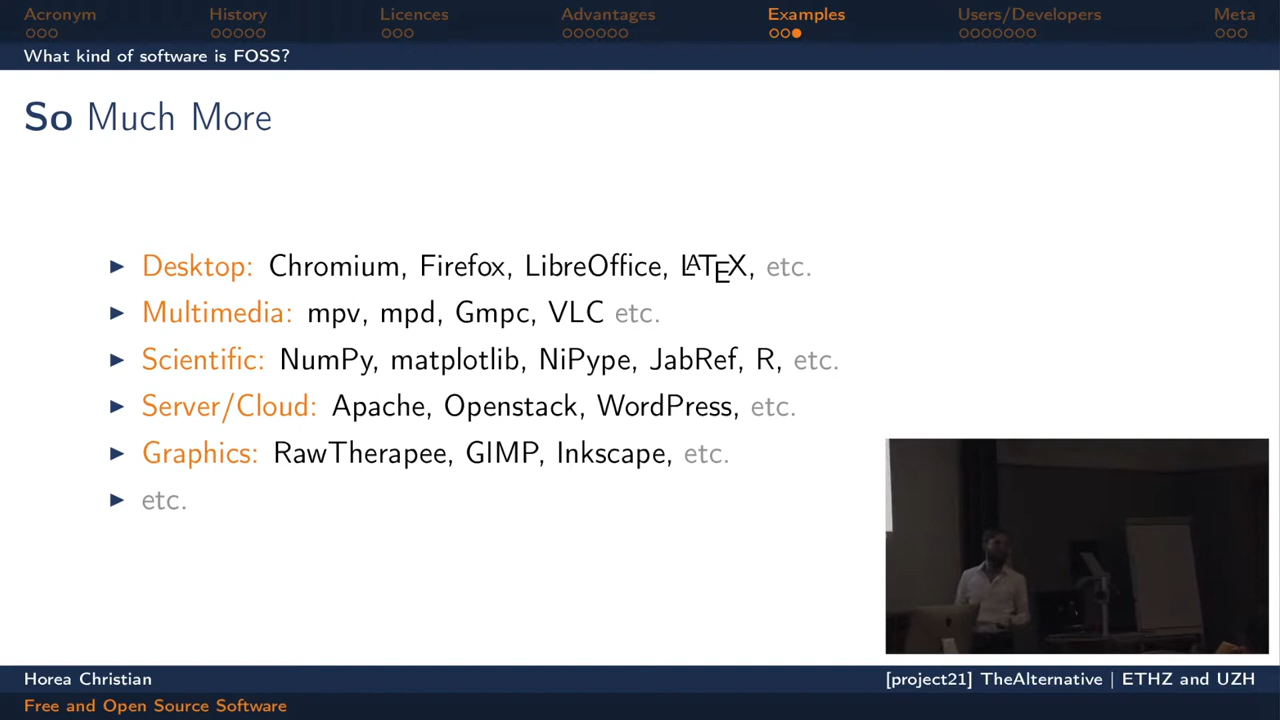 Acronym History Licences Advantages Examples Users/Developers Meta
What kind of software is FOSS?
So Much More
Desktop: Chromium, Firefox, LibreOffice, LATEX, etc.
Multimedia: mpv, mpd, Gmpc, VLC etc.
Scientific: NumPy, matplotlib, NiPype, JabRef, R, etc.
Server/Cloud: Apache, Openstack, WordPress, etc.
Graphics: RawTherapee, GIMP, Inkscape, etc.
etc.
Horea Christian [project21] TheAlternative | ETHZ and UZH
Free and Open Source Software